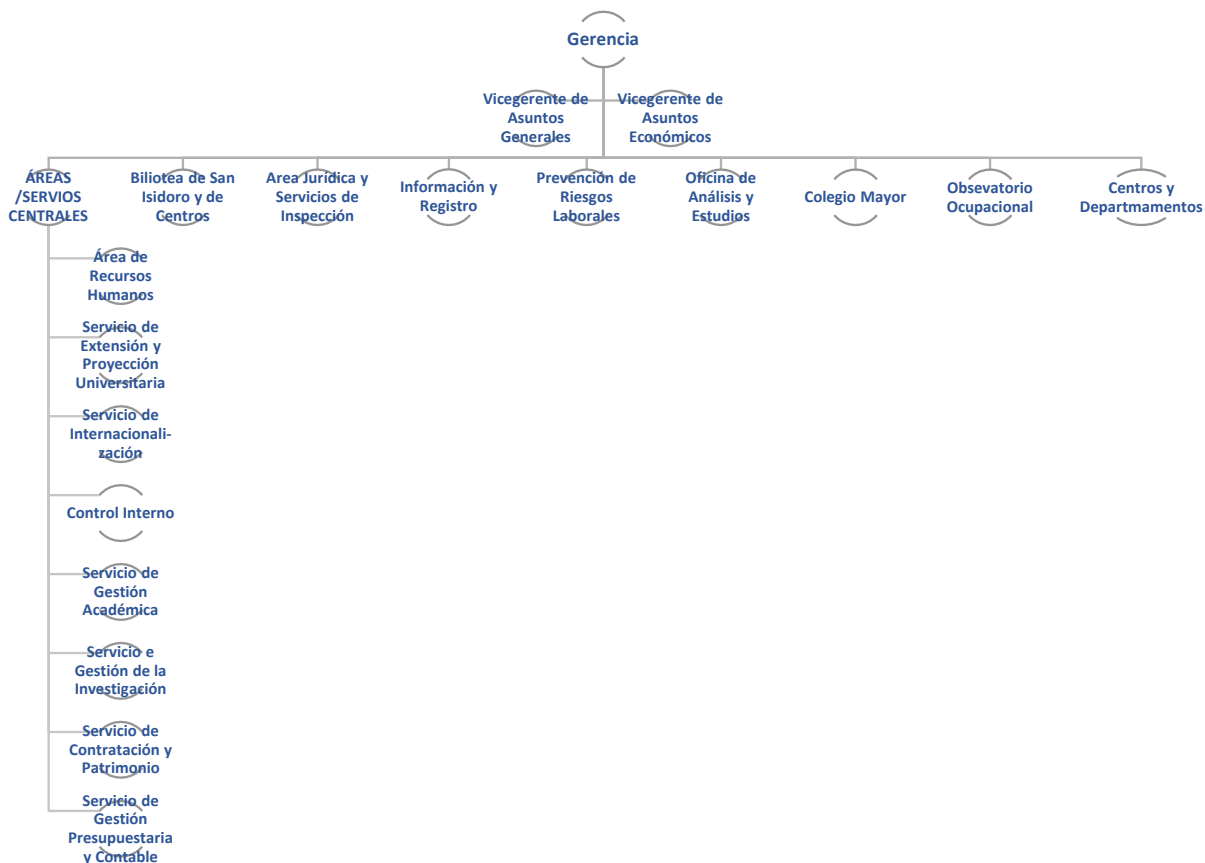 Gerencia
Vicegerente de
Asuntos
Generales
Vicegerente de
Asuntos
Económicos
ÁREAS
/SERVIOS
CENTRALES
Biliotea de San
Isidoro y de
Centros
Area Jurídica y
Servicios de
Inspección
Información y
Registro
Prevención de
Riesgos
Laborales
Oficina de
Análisis y
Estudios
Colegio Mayor
Obsevatorio
Ocupacional
Centros y
Departmamentos
Área de
Recursos
Humanos
Servicio de
Extensión y
Proyección
Universitaria
Servicio de
Internacionali-
zación
Control Interno
Servicio de
Gestión
Académica
Servicio e
Gestión de la
Investigación
Servicio de
Contratación y
Patrimonio
Servicio de
Gestión
Presupuestaria
y Contable